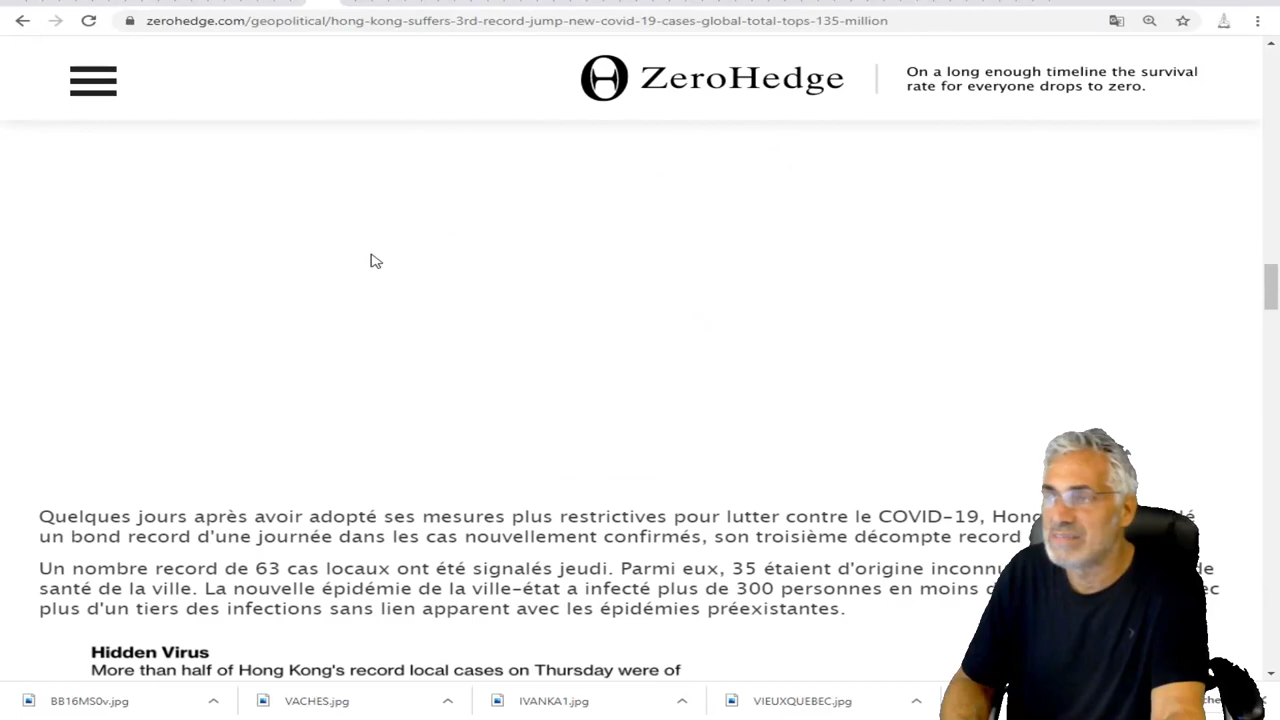 zerohedge.com/geopolitical/hong-kong-suffers-3rd-record-jump-new-covid-19-cases-global-total-tops-135-million
ZeroHedge
On a long enough timeline the survival
rate for everyone drops to zero.
Quelques jours après avoir adopté ses mesures plus restrictives pour lutter contre le COVID-19,
un bond record d'une journée dans les cas nouvellement confirmés, son troisième décompte record
Un nombre record de 63 cas locaux ont été signalés jeudi. Parmi eux, 35 étaient d'origine de
santé de la ville. La nouvelle épidémie de la ville-état a infecté plus de 300 personnes en moins
plus d'un tiers des infections sans lien apparent avec les épidémies préexistantes.
Hidden Virus
More than half of Hong Kong's record local cases on Thursday were of
BB16MS0v.jpg
VACHES.jpg
IVANKA1.jpg
VIEUXQUEBEC.jpg